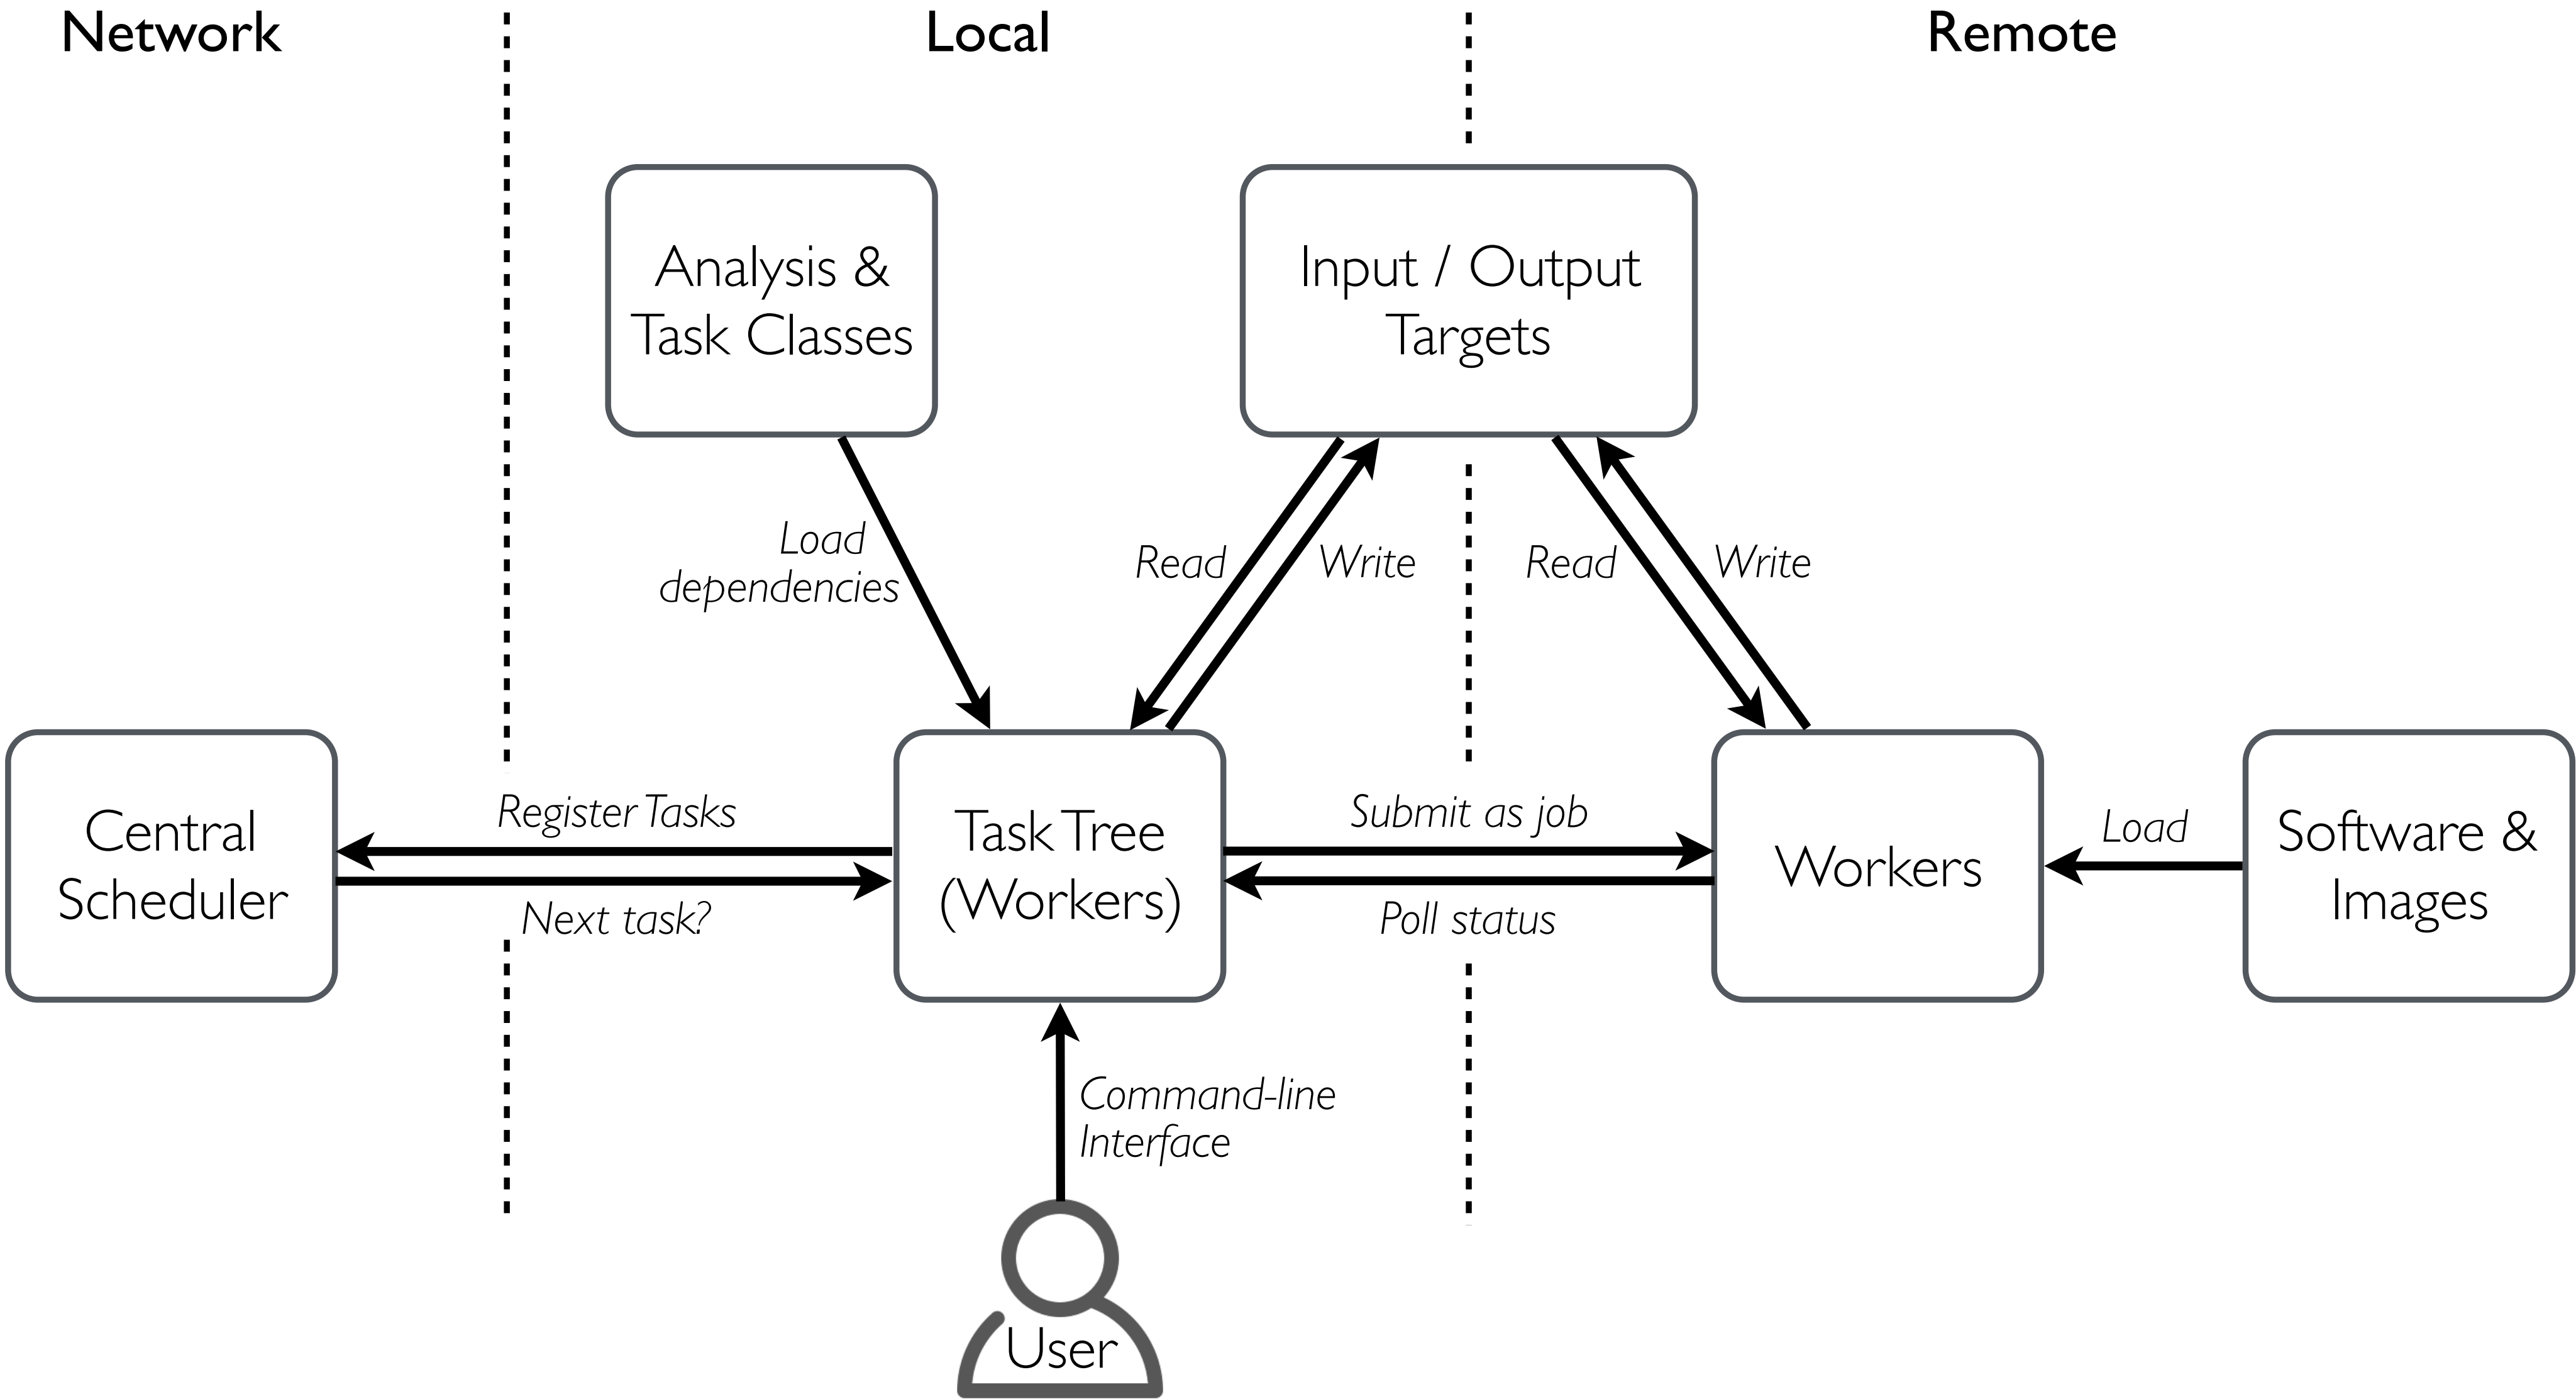 Network
Local
Remote
Analysis &
Task Classes
Input / Output
Targets
Load
dependencies
Read
Write
Read
Write
Central
Scheduler
Register Tasks
Next task?
Task Tree
(Workers)
Submit as job
Poll status
Workers
Load
Software &
Images
Command-line
Interface
User